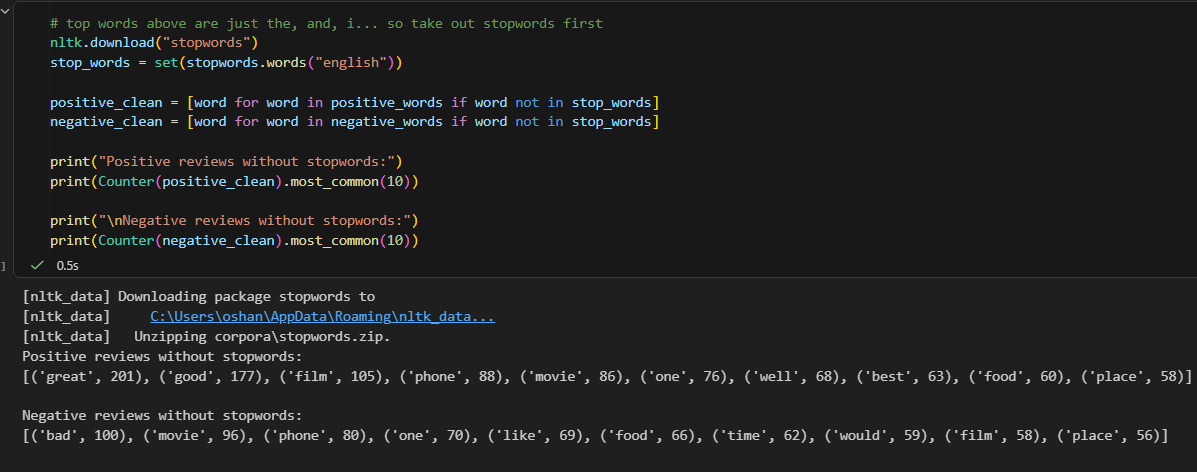 # top words above are just the, and, i... so take out stopwords first
nltk.download("stopwords")
stop_words = set(stopwords.words("english"))

positive_clean = [word for word in positive_words if word not in stop_words]
negative_clean = [word for word in negative_words if word not in stop_words]

print("Positive reviews without stopwords:")
print(Counter(positive_clean).most_common(10))

print("\nNegative reviews without stopwords:")
print(Counter(negative_clean).most_common(10))
] ✓ 0.5s
[nltk_data] Downloading package stopwords to
[nltk_data]     C:\Users\oshan\AppData\Roaming\nltk_data...
[nltk_data]   Unzipping corpora\stopwords.zip.
Positive reviews without stopwords:
[('great', 201), ('good', 177), ('film', 105), ('phone', 88), ('movie', 86), ('one', 76), ('well', 68), ('best', 63), ('food', 60), ('place', 58)]

Negative reviews without stopwords:
[('bad', 100), ('movie', 96), ('phone', 80), ('one', 70), ('like', 69), ('food', 66), ('time', 62), ('would', 59), ('film', 58), ('place', 56)]